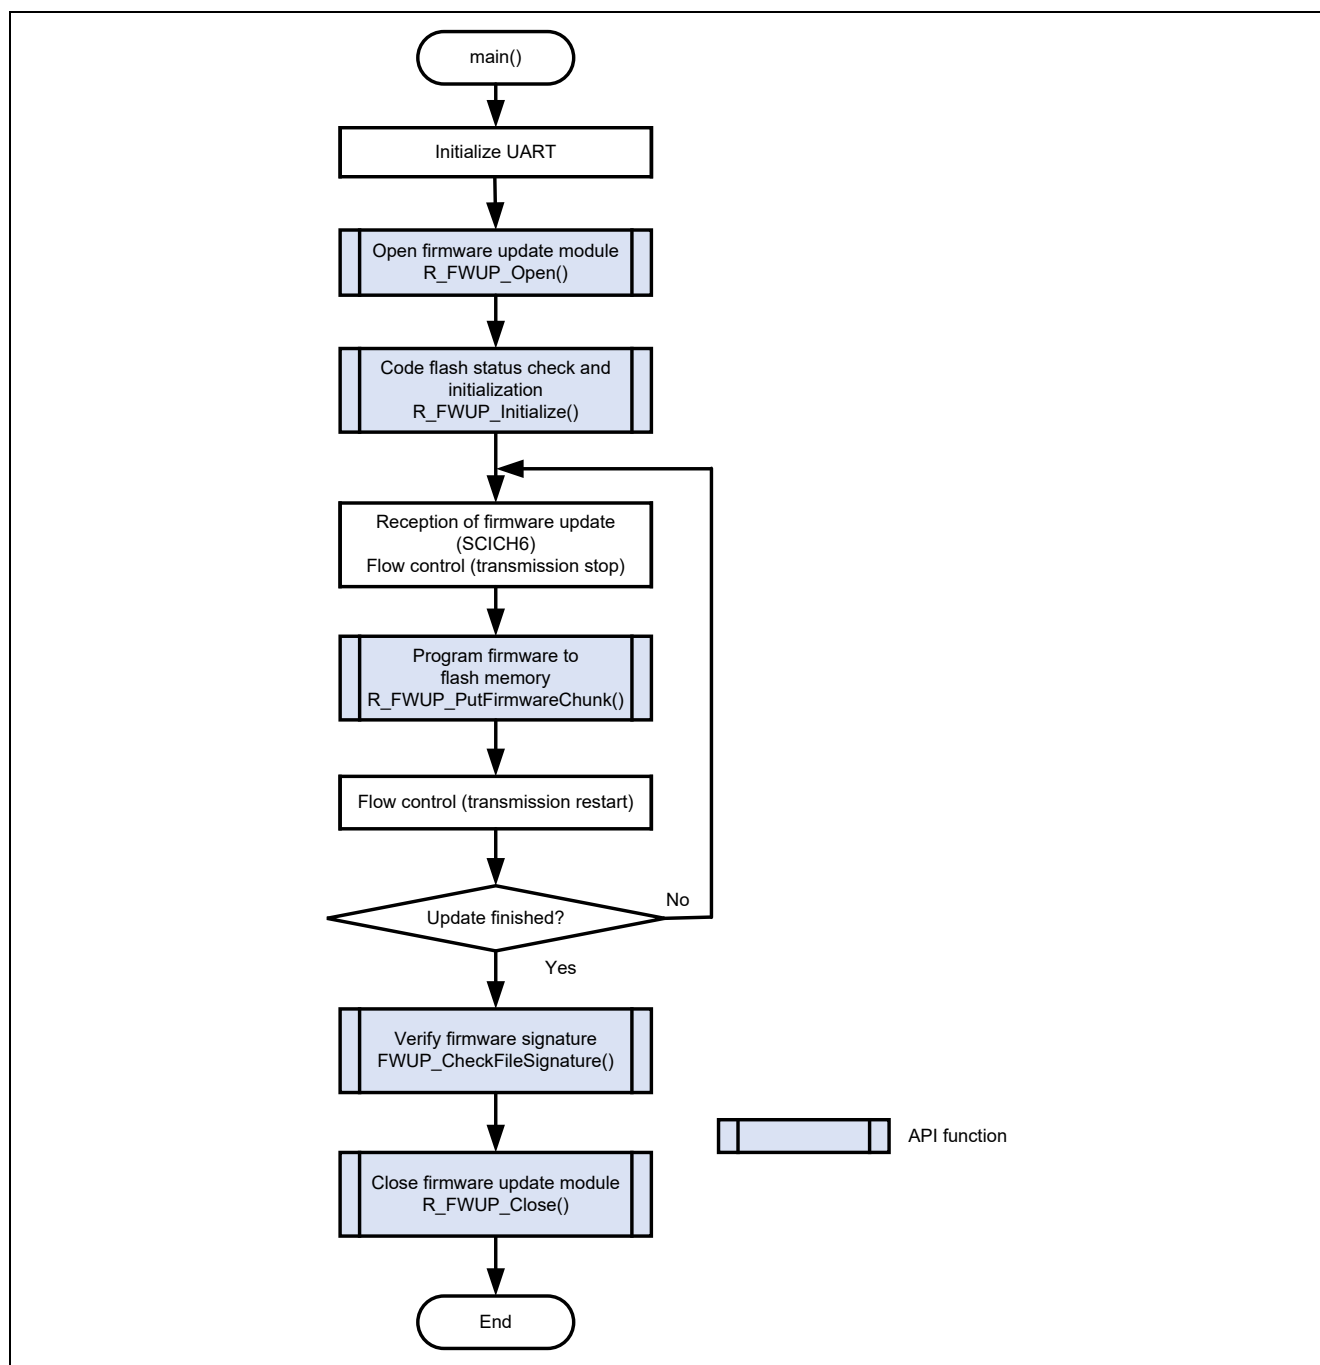 main()
Initialize UART
Open firmware update module
R_FWUP_Open()
Code flash status check and
initialization
R_FWUP_Initialize()
Reception of firmware update
(SCICH6)
Flow control (transmission stop)
Program firmware to
flash memory
R_FWUP_PutFirmwareChunk()
Flow control (transmission restart)
Update finished?
No
Yes
Verify firmware signature
FWUP_CheckFileSignature()
API function
Close firmware update module
R_FWUP_Close()
End